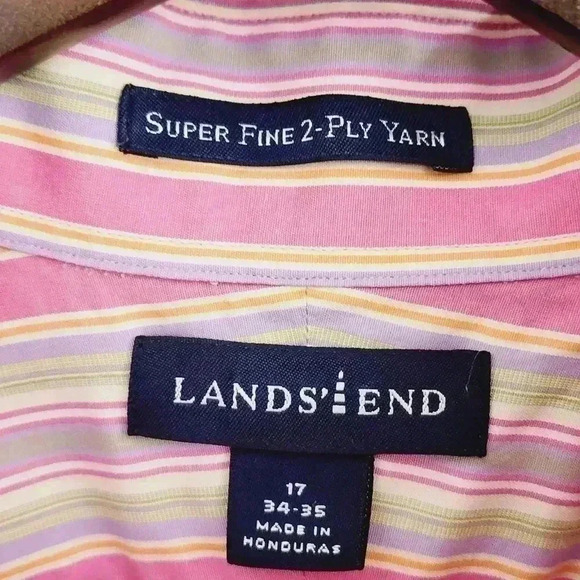 SUPER FINE 2-PLY YARN
LANDS' END
17
34-35
MADE IN
HONDURAS